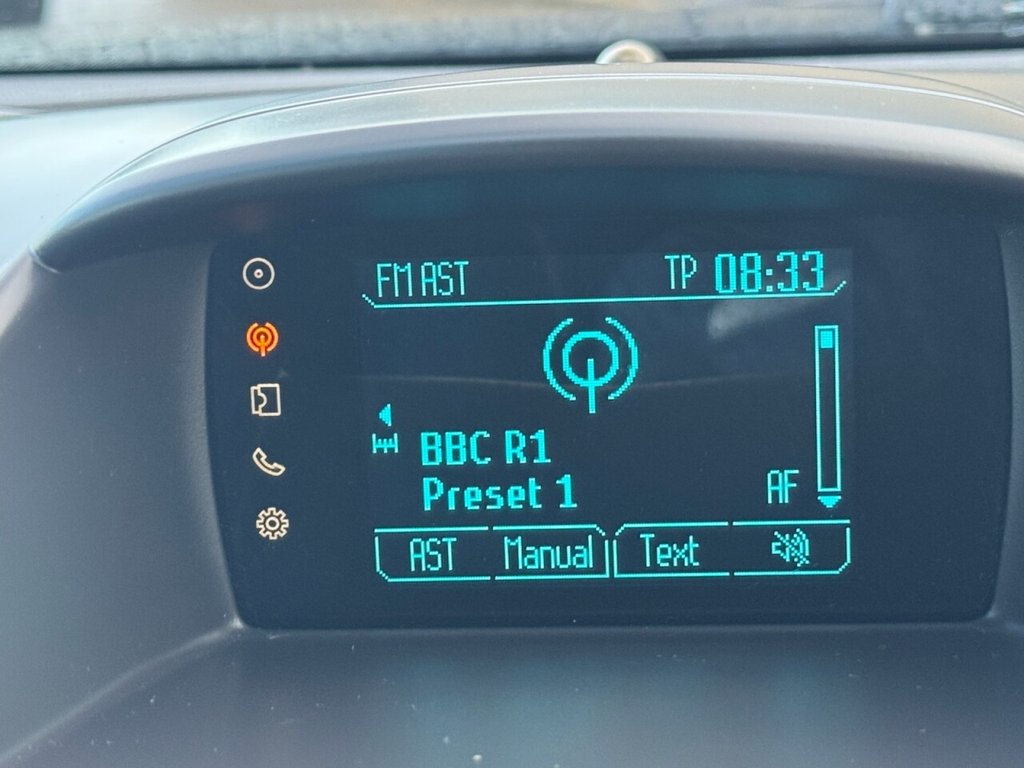 FM AST TP 08:33
BBC R1
Preset 1
AF
AST Manual Text